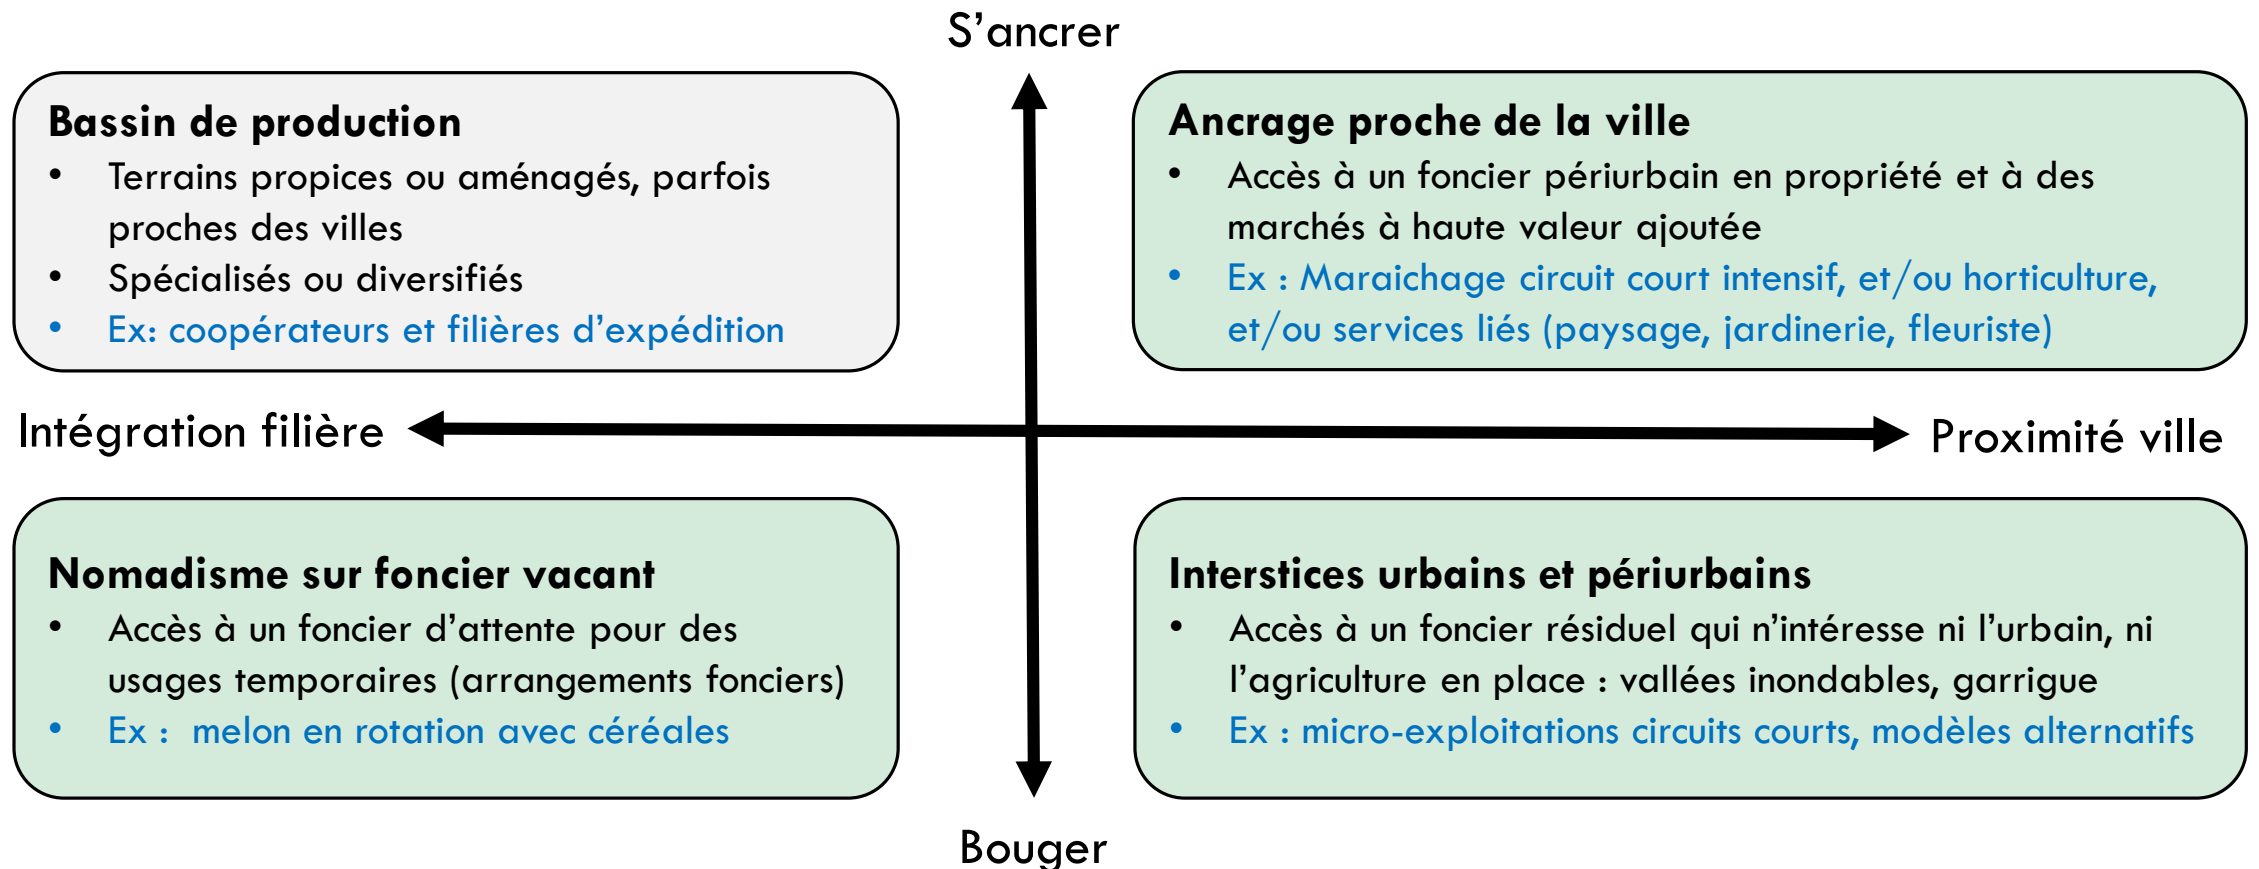 S’ancrer
Bassin de production
• Terrains propices ou aménagés, parfois
proches des villes
• Spécialisés ou diversifiés
• Ex: coopérateurs et filières d’expédition
Ancrage proche de la ville
• Accès à un foncier périurbain en propriété et à des
marchés à haute valeur ajoutée
• Ex : Maraichage circuit court intensif, et/ou horticulture,
et/ou services liés (paysage, jardinerie, fleuriste)
Intégration filière
Proximité ville
Nomadisme sur foncier vacant
• Accès à un foncier d’attente pour des
usages temporaires (arrangements fonciers)
• Ex : melon en rotation avec céréales
Interstices urbains et périurbains
• Accès à un foncier résiduel qui n’intéresse ni l’urbain, ni
l’agriculture en place : vallées inondables, garrigue
• Ex : micro-exploitations circuits courts, modèles alternatifs
Bouger